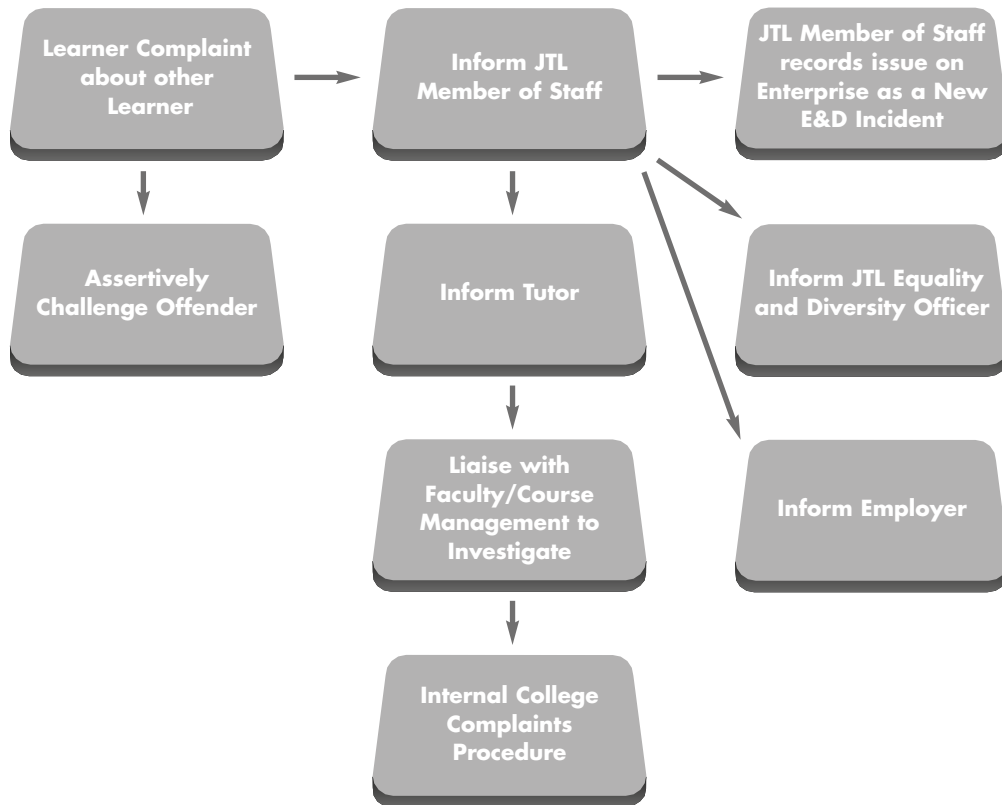 Learner Complaint
about other
Learner
Inform JTL
Member of Staff
JTL Member of Staff
records issue on
Enterprise as a New
E&D Incident
Assertively
Challenge Offender
Inform Tutor
Inform JTL Equality
and Diversity Officer
Liaise with
Faculty/Course
Management to
Investigate
Inform Employer
Internal College
Complaints
Procedure